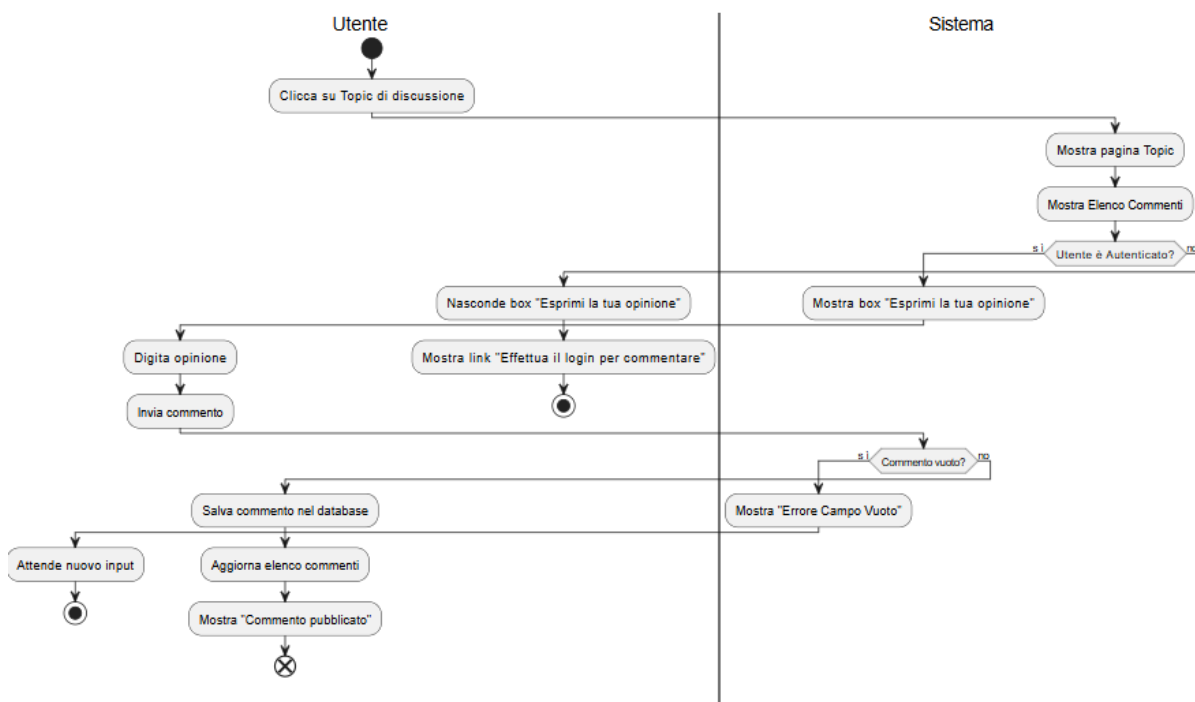 Utente
Sistema
Clicca su Topic di discussione
Mostra pagina Topic
Mostra Elenco Commenti
si
Utente è Autenticato?
no
Nasconde box "Esprimi la tua opinione"
Mostra box "Esprimi la tua opinione"
Digita opinione
Mostra link "Effettua il login per commentare"
Invia commento
si
Commento vuoto?
no
Salva commento nel database
Mostra "Errore Campo Vuoto"
Attende nuovo input
Aggiorna elenco commenti
Mostra "Commento pubblicato"